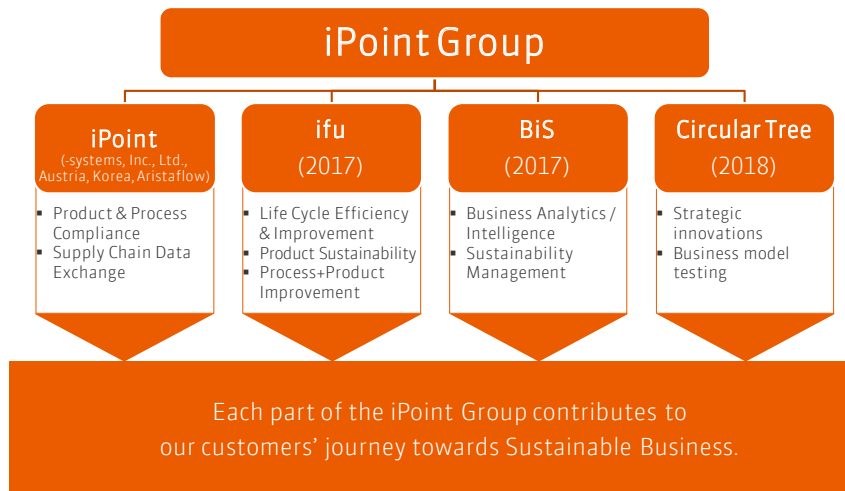 iPoint Group
iPoint
(-systems, Inc., Ltd.,
Austria, Korea, Aristaflow)
▪ Product & Process
Compliance
▪ Supply Chain Data
Exchange
ifu
(2017)
▪ Life Cycle Efficiency
& Improvement
▪ Product Sustainability
▪ Process+Product
Improvement
BiS
(2017)
▪ Business Analytics /
Intelligence
▪ Sustainability
Management
Circular Tree
(2018)
▪ Strategic
innovations
▪ Business model
testing
Each part of the iPoint Group contributes to
our customers’ journey towards Sustainable Business.